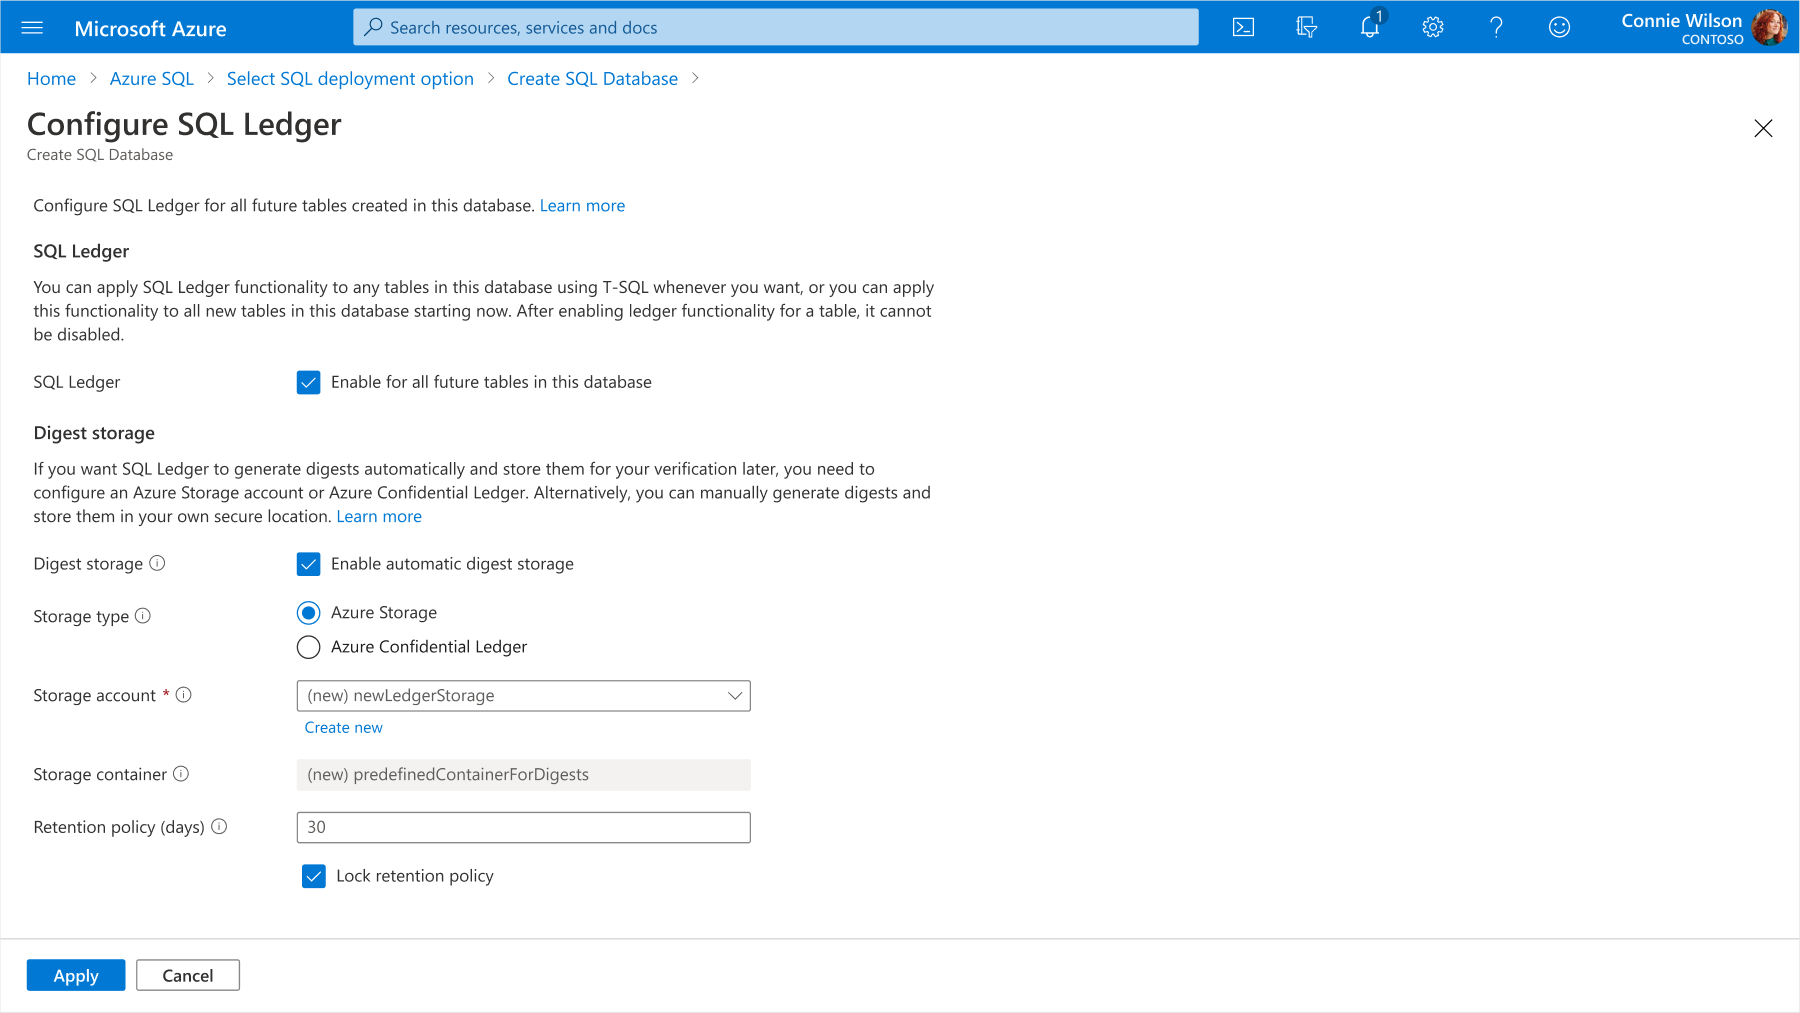 Microsoft Azure
Search resources, services and docs
1
Connie Wilson
CONTOSO
Home > Azure SQL > Select SQL deployment option > Create SQL Database >
Configure SQL Ledger
Create SQL Database
Configure SQL Ledger for all future tables created in this database. Learn more
SQL Ledger
You can apply SQL Ledger functionality to any tables in this database using T-SQL whenever you want, or you can apply
this functionality to all new tables in this database starting now. After enabling ledger functionality for a table, it cannot
be disabled.
SQL Ledger
Enable for all future tables in this database
Digest storage
If you want SQL Ledger to generate digests automatically and store them for your verification later, you need to
configure an Azure Storage account or Azure Confidential Ledger. Alternatively, you can manually generate digests and
store them in your own secure location. Learn more
Digest storage
Enable automatic digest storage
Storage type
Azure Storage
Azure Confidential Ledger
Storage account *
(new) newLedgerStorage
Create new
Storage container
(new) predefinedContainerForDigests
Retention policy (days)
30
Lock retention policy
Apply
Cancel